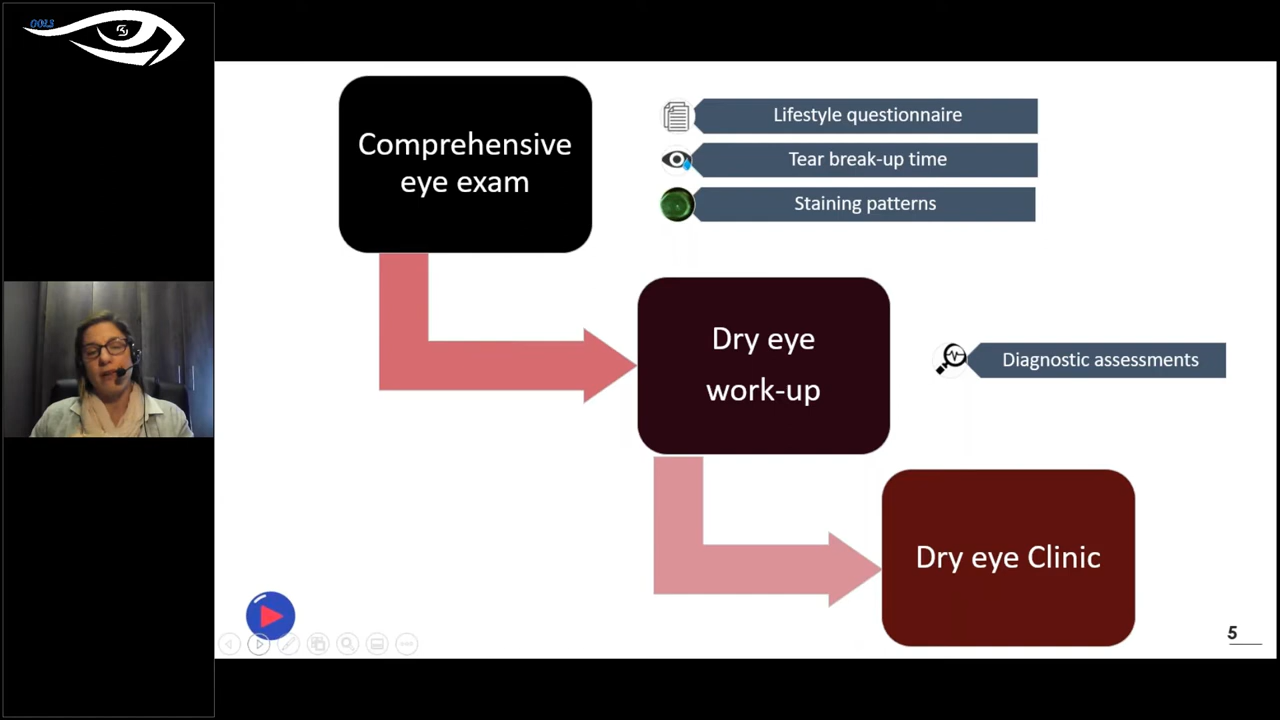 OOLS
Comprehensive
eye exam
Lifestyle questionnaire
Tear break-up time
Staining patterns
Dry eye
work-up
Diagnostic assessments
Dry eye Clinic
5